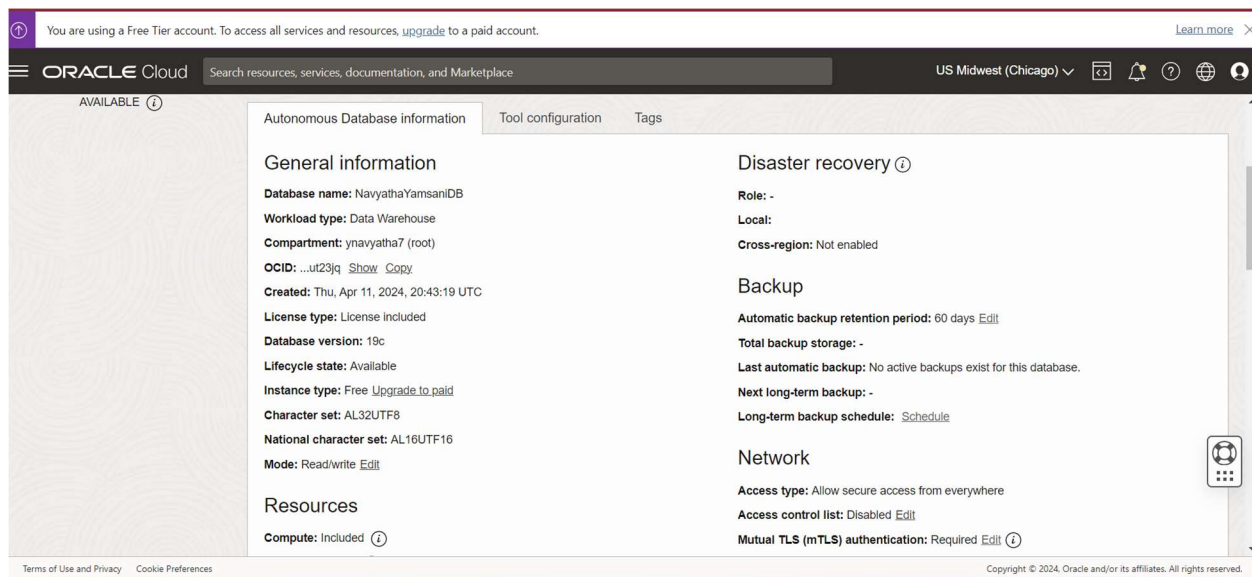 You are using a Free Tier account. To access all services and resources, upgrade to a paid account.
Learn more
ORACLE Cloud
Search resources, services, documentation, and Marketplace
US Midwest (Chicago)
AVAILABLE
Autonomous Database information
Tool configuration
Tags
General information
Database name: NavyathaYamsaniDB
Workload type: Data Warehouse
Compartment: ynavyatha7 (root)
OCID: ...ut23jq Show Copy
Created: Thu, Apr 11, 2024, 20:43:19 UTC
License type: License included
Database version: 19c
Lifecycle state: Available
Instance type: Free Upgrade to paid
Character set: AL32UTF8
National character set: AL16UTF16
Mode: Read/write Edit
Resources
Compute: Included
Disaster recovery
Role: -
Local:
Cross-region: Not enabled
Backup
Automatic backup retention period: 60 days Edit
Total backup storage: -
Last automatic backup: No active backups exist for this database.
Next long-term backup: -
Long-term backup schedule: Schedule
Network
Access type: Allow secure access from everywhere
Access control list: Disabled Edit
Mutual TLS (mTLS) authentication: Required Edit
Terms of Use and Privacy
Cookie Preferences
Copyright © 2024, Oracle and/or its affiliates. All rights reserved.